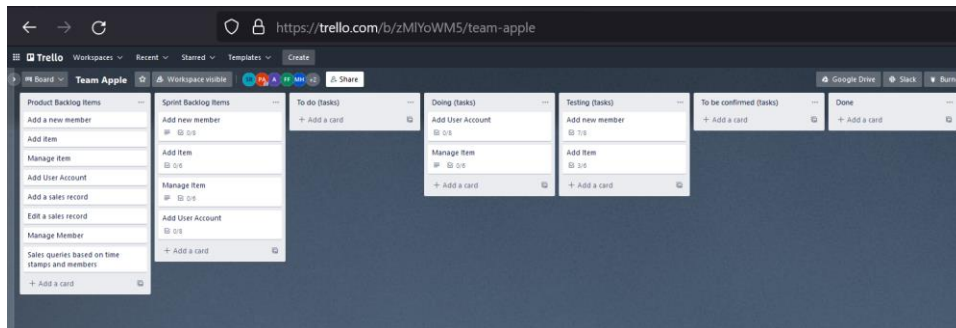 https://trello.com/b/zMlYoWM5/team-apple
Trello Workspaces Recent Starred Templates Create
Board Team Apple Workspace visible A FF MH +2 Share Google Drive Slack Burn
Product Backlog Items
Add a new member
Add item
Manage item
Add User Account
Add a sales record
Edit a sales record
Manage Member
Sales queries based on time
stamps and members
+ Add a card
Sprint Backlog Items
Add new member
0/8
Add Item
0/6
Manage Item
0/6
Add User Account
0/8
+ Add a card
To do (tasks)
+ Add a card
Doing (tasks)
Add User Account
0/8
Manage Item
0/6
+ Add a card
Testing (tasks)
Add new member
7/8
Add Item
3/6
+ Add a card
To be confirmed (tasks)
+ Add a card
Done
+ Add a card